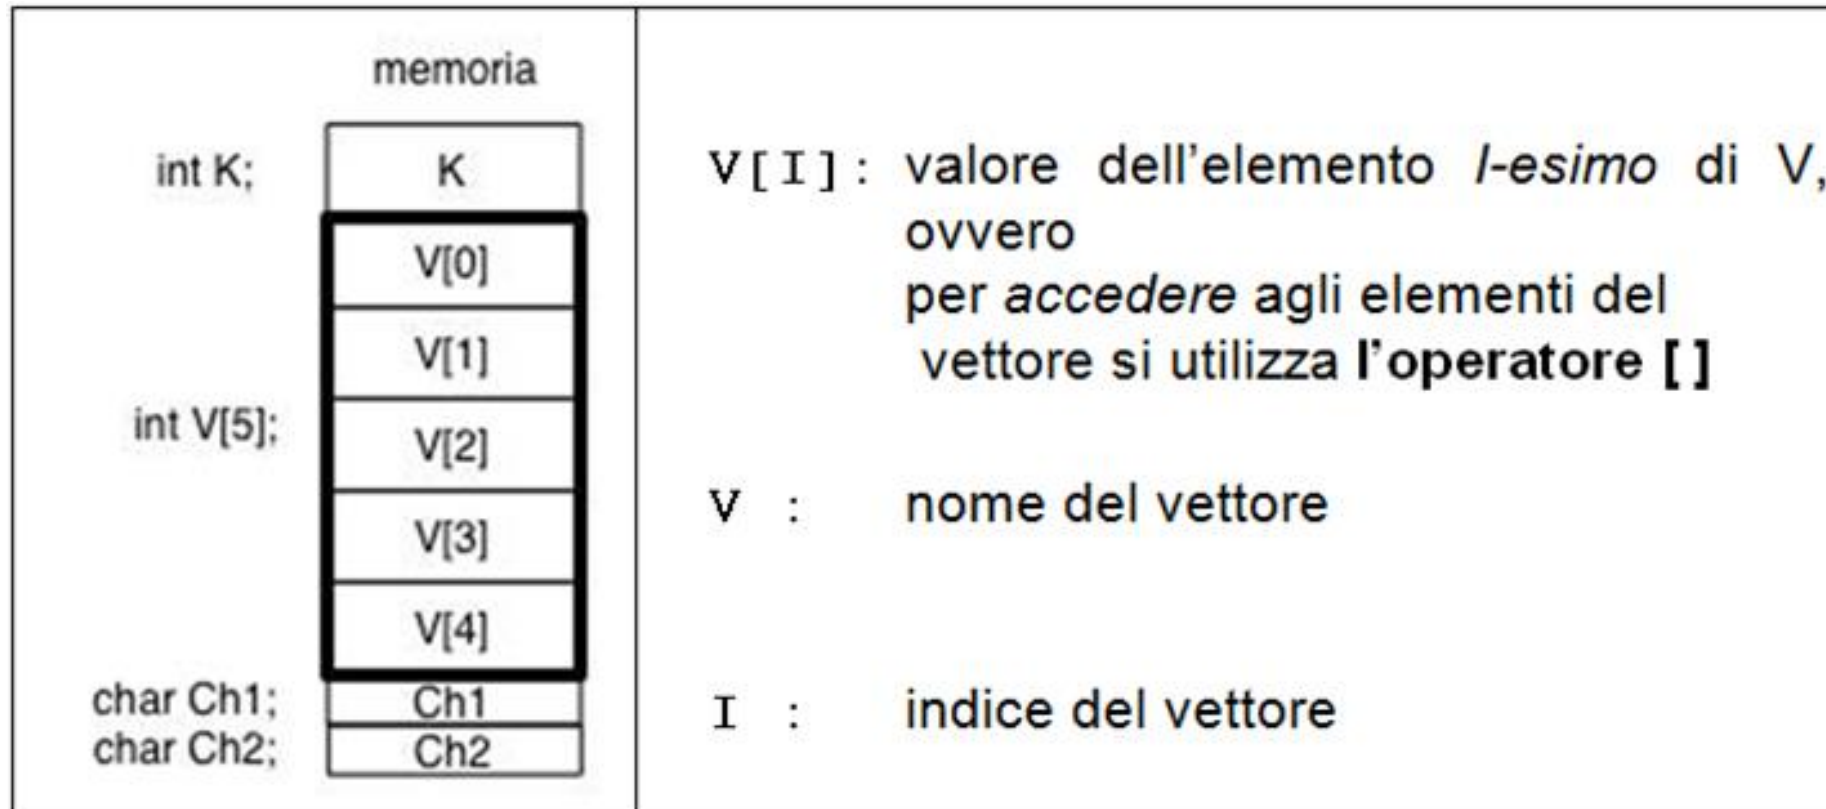 memoria
int K;
K
V[0]
V[1]
int V[5];
V[2]
V[3]
V[4]
char Ch1;
Ch1
char Ch2;
Ch2
V[I]: valore dell'elemento I-esimo di V,
ovvero
per accedere agli elementi del
vettore si utilizza l'operatore []
V : nome del vettore
I : indice del vettore